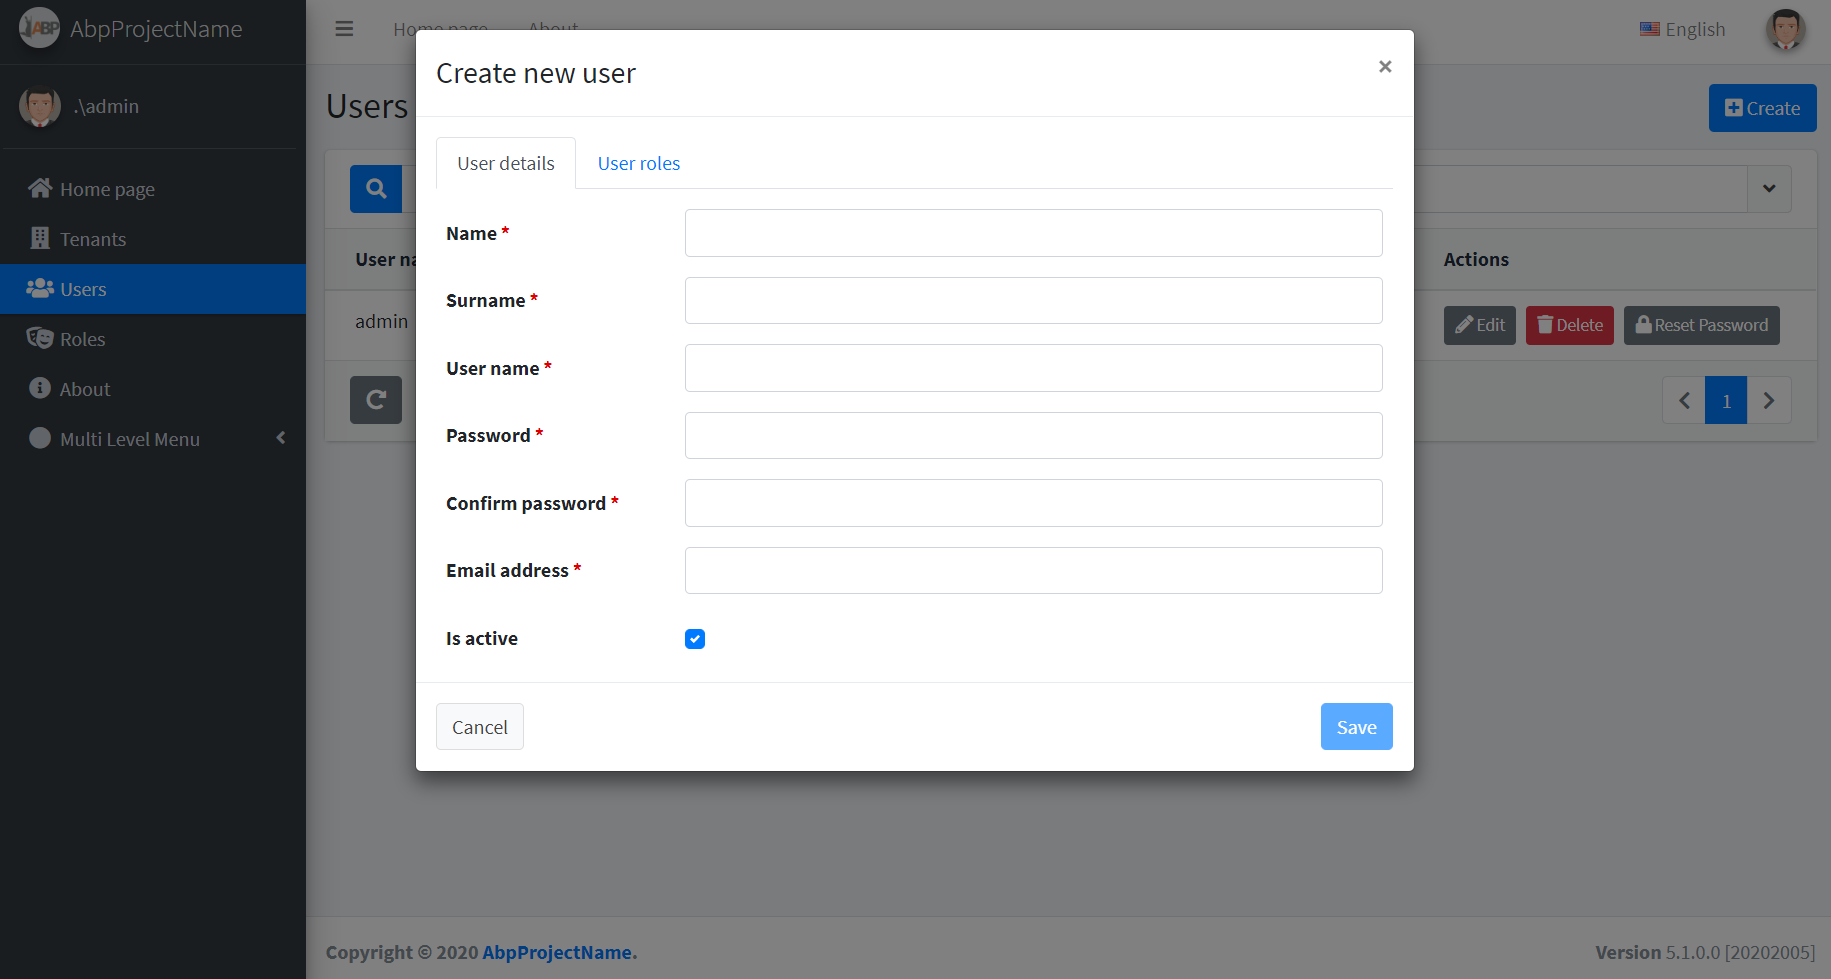 ABP AbpProjectName
Home page About
English
.\admin
Home page
Tenants
Users
Roles
About
Multi Level Menu
Users
Create
User na
Actions
admin
Edit Delete Reset Password
1
Create new user
×
User details User roles
Name *
Surname *
User name *
Password *
Confirm password *
Email address *
Is active
Cancel Save
Copyright © 2020 AbpProjectName.
Version 5.1.0.0 [20202005]